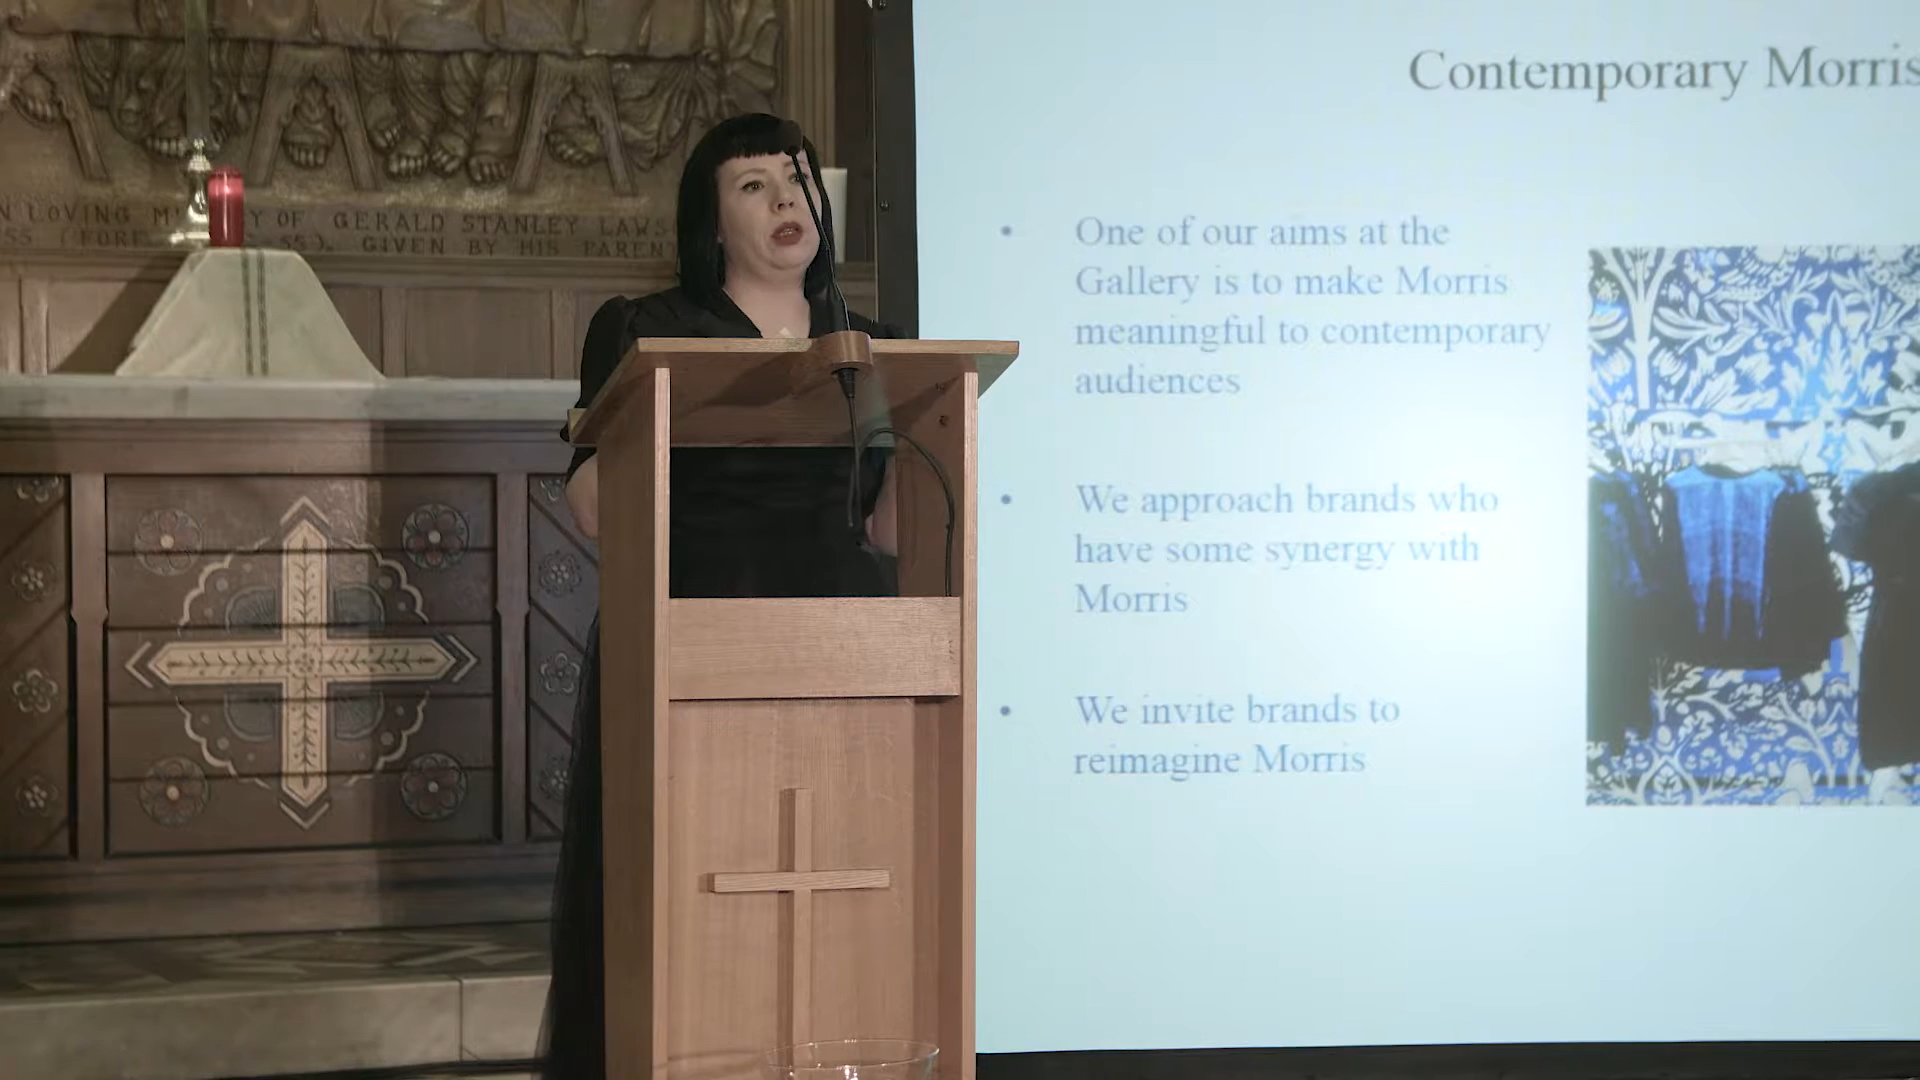 Contemporary Morris
• One of our aims at the
Gallery is to make Morris
meaningful to contemporary
audiences
• We approach brands who
have some synergy with
Morris
• We invite brands to
reimagine Morris
LOVING OF GERALD STANLEY
GIVEN BY HIS